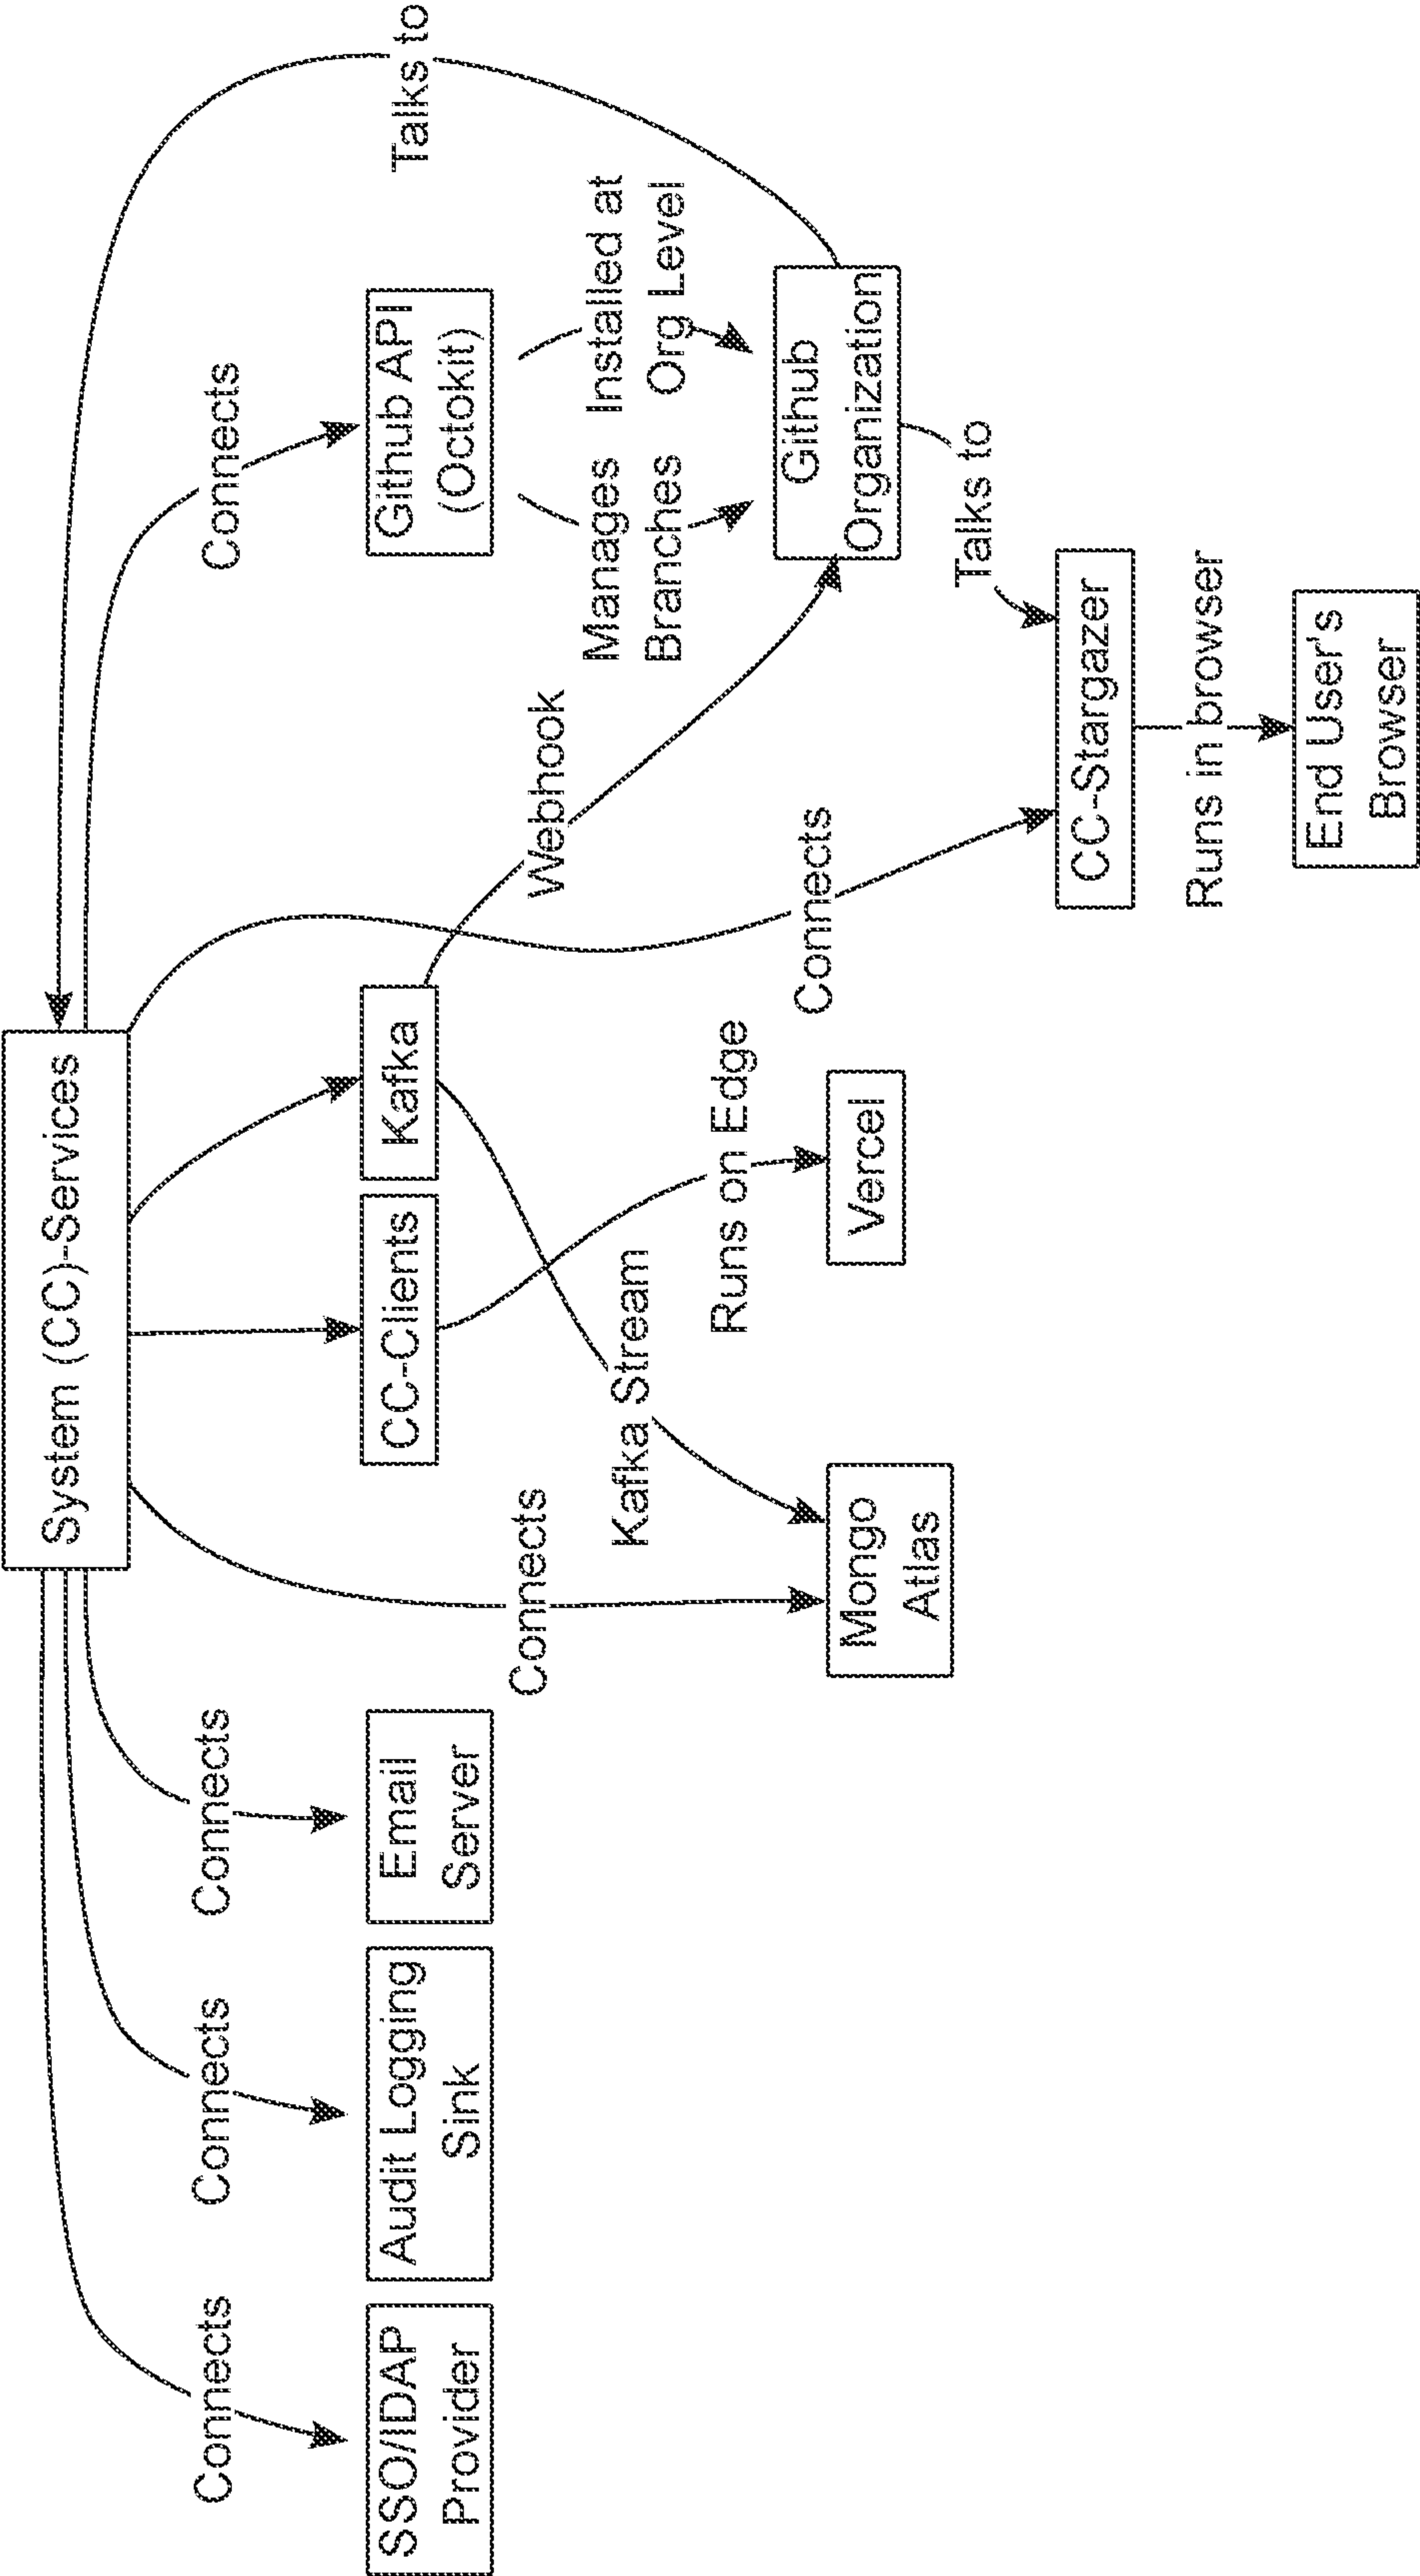 System (CC)-Services
Connects
Connects
Connects
Connects
Talks to
SSO/IDAP
Provider
Audit Logging
Sink
Email
Server
CC-Clients
Kafka
Github API
(Octokit)
Connects
Kafka Stream
Webhook
Manages
Branches
Installed at
Org Level
Runs on Edge
Connects
Mongo
Atlas
Vercel
Github
Organization
Talks to
CC-Stargazer
Runs in browser
End User's
Browser